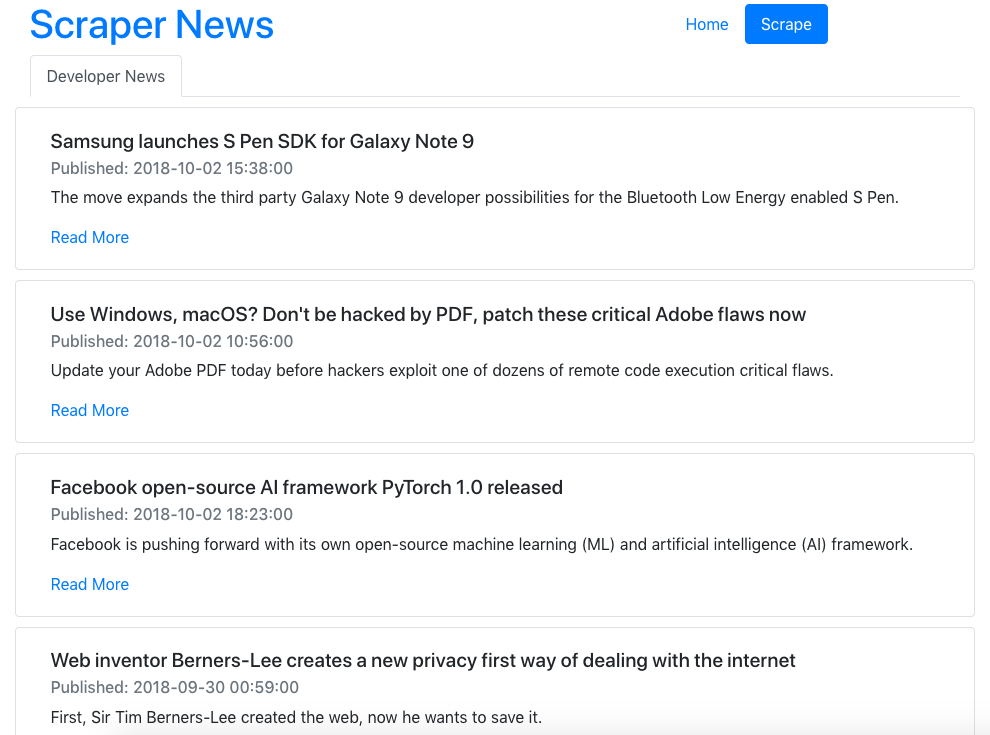 Scraper News
Home
Scrape
Developer News
Samsung launches S Pen SDK for Galaxy Note 9
Published: 2018-10-02 15:38:00
The move expands the third party Galaxy Note 9 developer possibilities for the Bluetooth Low Energy enabled S Pen.
Read More
Use Windows, macOS? Don't be hacked by PDF, patch these critical Adobe flaws now
Published: 2018-10-02 10:56:00
Update your Adobe PDF today before hackers exploit one of dozens of remote code execution critical flaws.
Read More
Facebook open-source AI framework PyTorch 1.0 released
Published: 2018-10-02 18:23:00
Facebook is pushing forward with its own open-source machine learning (ML) and artificial intelligence (AI) framework.
Read More
Web inventor Berners-Lee creates a new privacy first way of dealing with the internet
Published: 2018-09-30 00:59:00
First, Sir Tim Berners-Lee created the web, now he wants to save it.